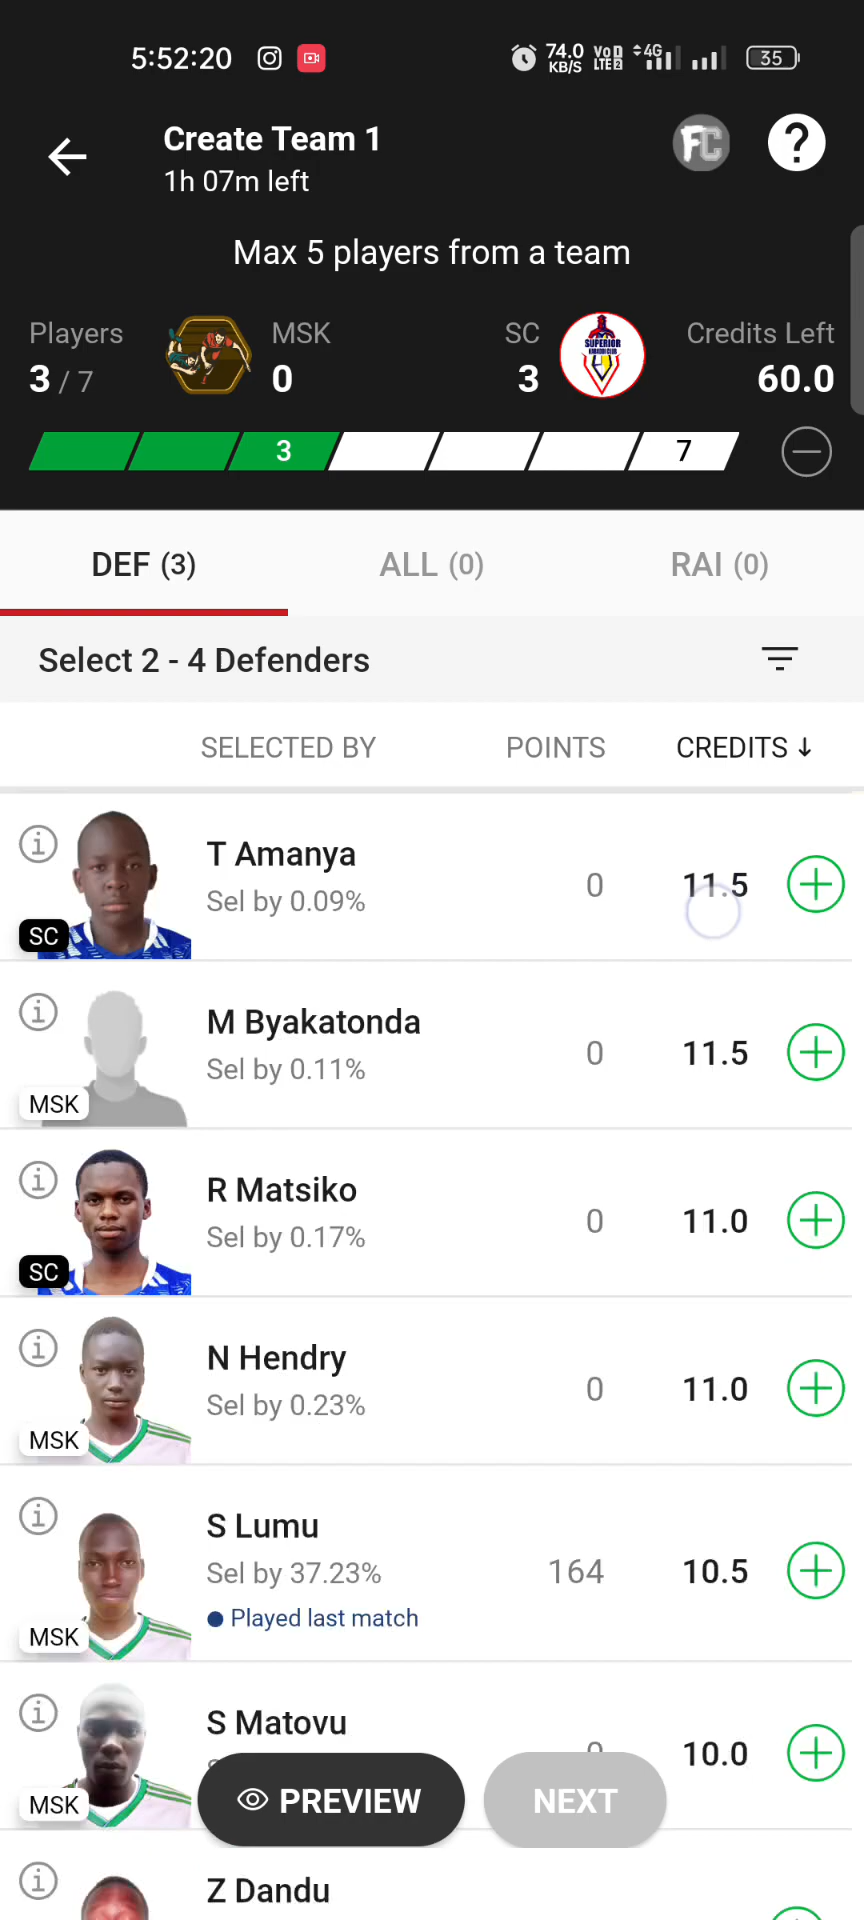 5:52:20
74.0 KB/S
VoD LTE2
4G
35
Create Team 1
1h 07m left
FC
?
Max 5 players from a team
Players
3 / 7
MSK
0
SC
3
SUPERIOR
KABADDI CLUB
Credits Left
60.0
3
7
DEF (3)
ALL (0)
RAI (0)
Select 2 - 4 Defenders
SELECTED BY
POINTS
CREDITS ↓
T Amanya
Sel by 0.09%
0
11.5
SC
M Byakatonda
Sel by 0.11%
0
11.5
MSK
R Matsiko
Sel by 0.17%
0
11.0
SC
N Hendry
Sel by 0.23%
0
11.0
MSK
S Lumu
Sel by 37.23%
Played last match
164
10.5
MSK
S Matovu
10.0
MSK
PREVIEW
NEXT
Z Dandu